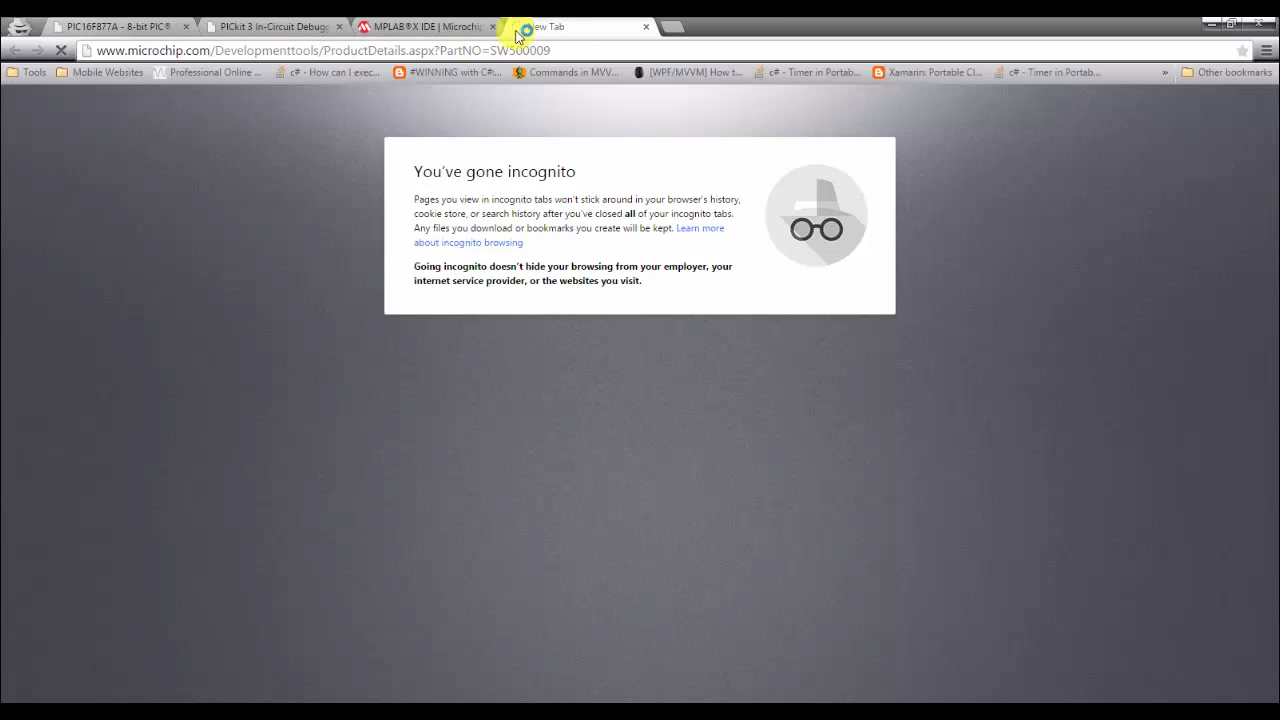 PIC16F877A - 8-bit PIC® PICkit 3 In-Circuit Debugg MPLAB®X IDE | Microchip New Tab
www.microchip.com/Developmenttools/ProductDetails.aspx?PartNO=SW500009
Tools Mobile Websites Professional Online ... c# - How can I exec... #WINNING with C#... Commands in MVV... [WPF/MVVM] How t... c# - Timer in Portab... Xamarin: Portable Cl... c# - Timer in Portab... » Other bookmarks
You've gone incognito
Pages you view in incognito tabs won't stick around in your browser's history,
cookie store, or search history after you've closed all of your incognito tabs.
Any files you download or bookmarks you create will be kept. Learn more
about incognito browsing
Going incognito doesn't hide your browsing from your employer, your
internet service provider, or the websites you visit.